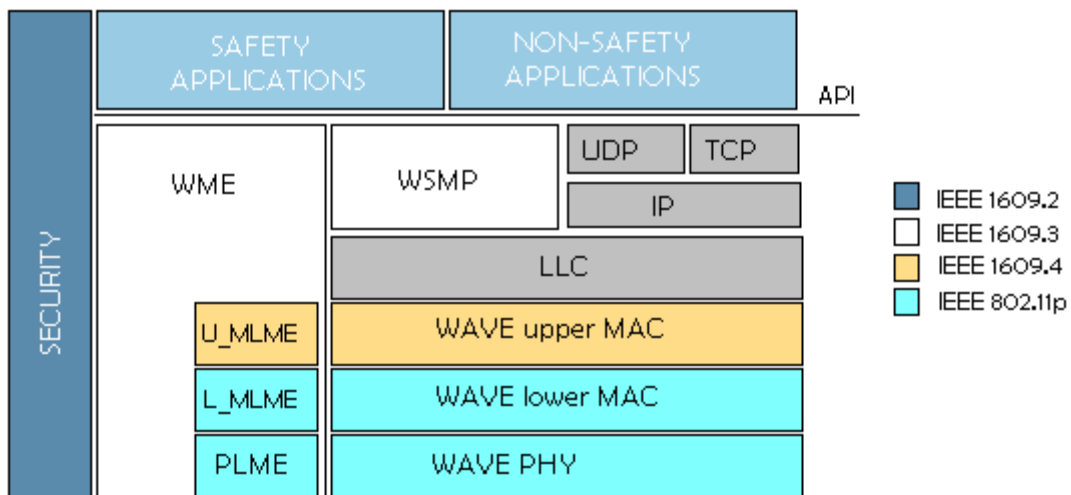 SECURITY
SAFETY
APPLICATIONS
NON-SAFETY
APPLICATIONS
API
WME
WSMP
UDP
TCP
IP
LLC
U_MLME
WAVE upper MAC
L_MLME
WAVE lower MAC
PLME
WAVE PHY
IEEE 1609.2
IEEE 1609.3
IEEE 1609.4
IEEE 802.11p